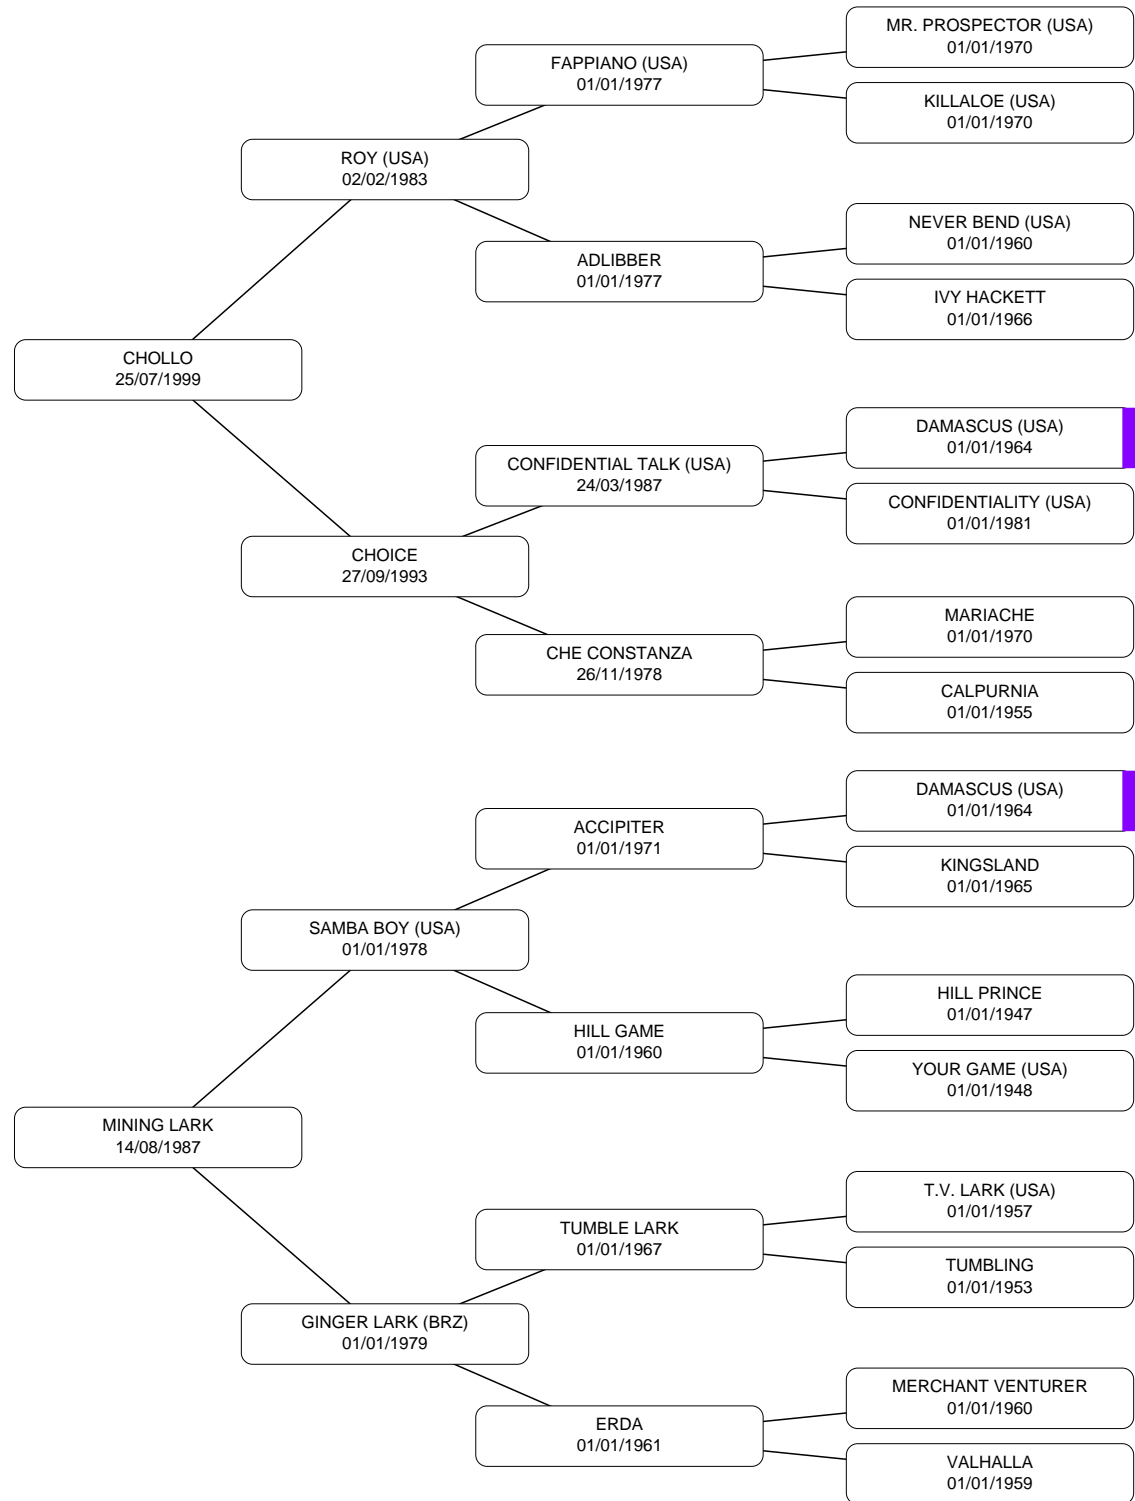 MR. PROSPECTOR (USA)
01/01/1970
FAPPIANO (USA)
01/01/1977
KILLALOE (USA)
01/01/1970
ROY (USA)
02/02/1983
NEVER BEND (USA)
01/01/1960
ADLIBBER
01/01/1977
IVY HACKETT
01/01/1966
CHOLLO
25/07/1999
DAMASCUS (USA)
01/01/1964
CONFIDENTIAL TALK (USA)
24/03/1987
CONFIDENTIALITY (USA)
01/01/1981
CHOICE
27/09/1993
MARIACHE
01/01/1970
CHE CONSTANZA
26/11/1978
CALPURNIA
01/01/1955
DAMASCUS (USA)
01/01/1964
ACCIPITER
01/01/1971
KINGSLAND
01/01/1965
SAMBA BOY (USA)
01/01/1978
HILL PRINCE
01/01/1947
HILL GAME
01/01/1960
YOUR GAME (USA)
01/01/1948
MINING LARK
14/08/1987
T.V. LARK (USA)
01/01/1957
TUMBLE LARK
01/01/1967
TUMBLING
01/01/1953
GINGER LARK (BRZ)
01/01/1979
MERCHANT VENTURER
01/01/1960
ERDA
01/01/1961
VALHALLA
01/01/1959